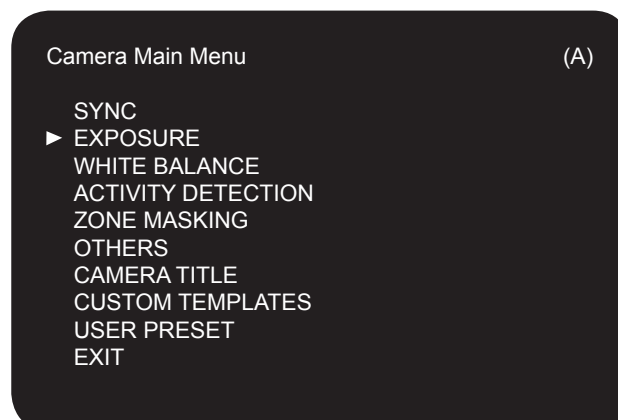 Camera Main Menu (A)
SYNC
► EXPOSURE
WHITE BALANCE
ACTIVITY DETECTION
ZONE MASKING
OTHERS
CAMERA TITLE
CUSTOM TEMPLATES
USER PRESET
EXIT